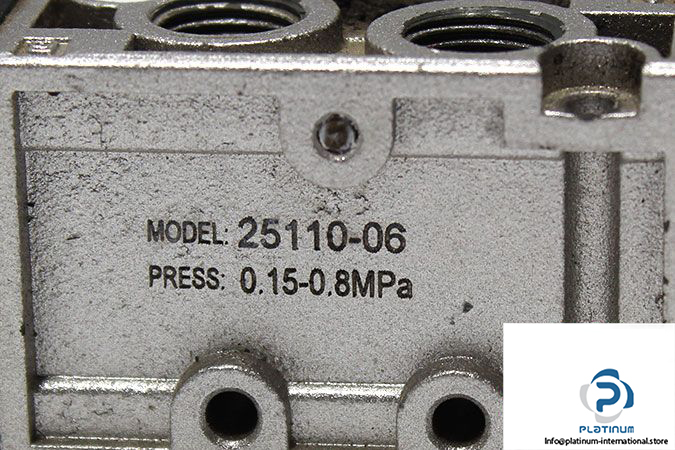 MODEL: 25110-06
PRESS: 0.15-0.8MPa
PLATINUM
Info@platinum-international.store